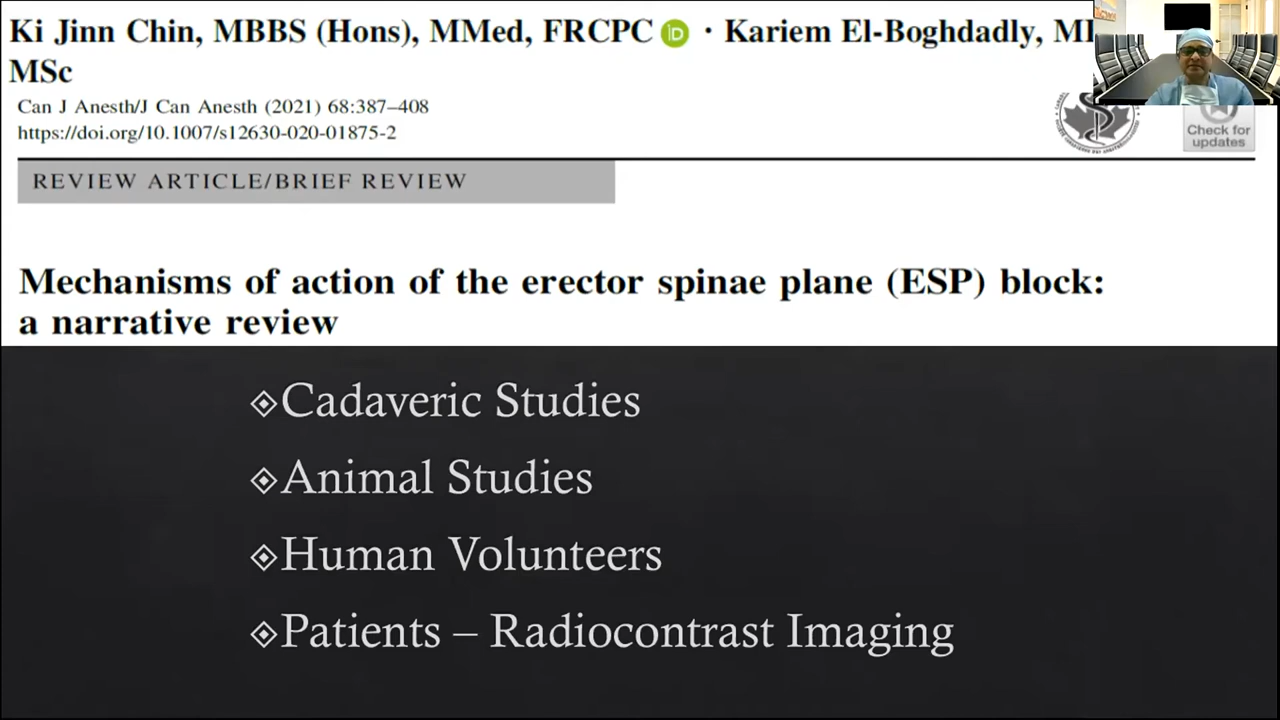 Ki Jinn Chin, MBBS (Hons), MMed, FRCPC iD · Kariem El-Boghdadly,
MSc
Can J Anesth/J Can Anesth (2021) 68:387–408
https://doi.org/10.1007/s12630-020-01875-2
Check for
updates
REVIEW ARTICLE/BRIEF REVIEW
Mechanisms of action of the erector spinae plane (ESP) block:
a narrative review
Cadaveric Studies
Animal Studies
Human Volunteers
Patients – Radiocontrast Imaging